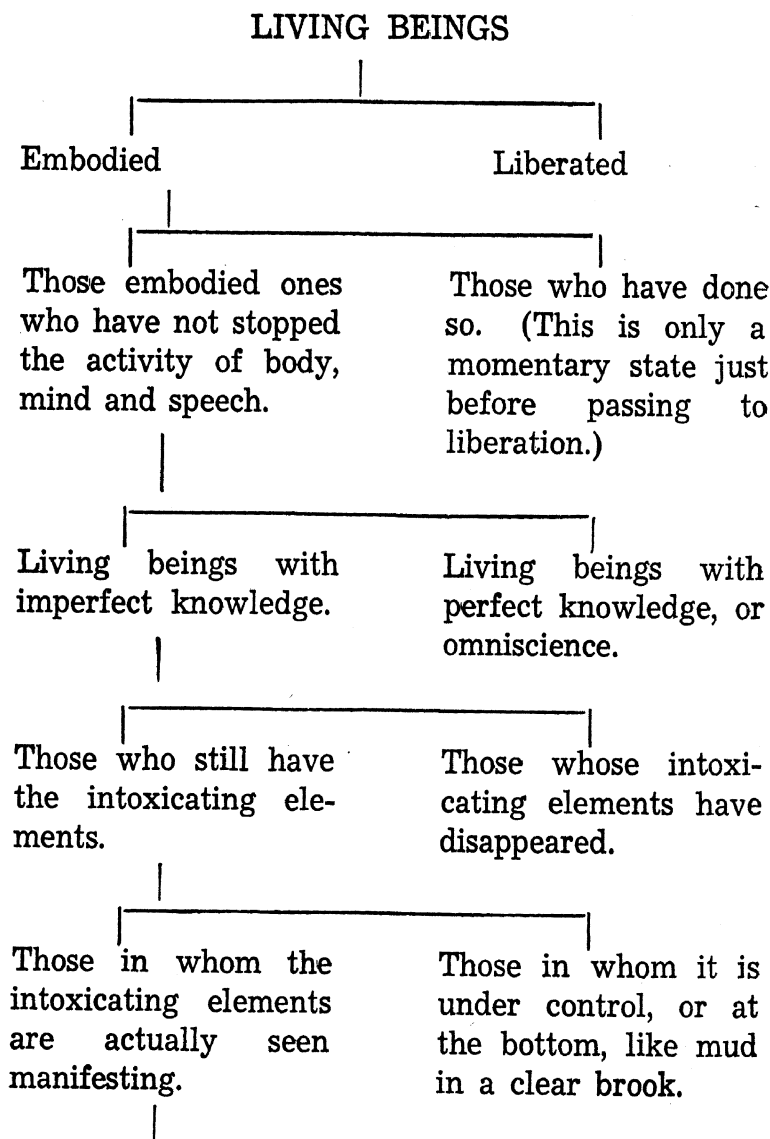 LIVING BEINGS
Embodied
Liberated
Those embodied ones
who have not stopped
the activity of body,
mind and speech.
Those who have done
so. (This is only a
momentary state just
before passing to
liberation.)
Living beings with
imperfect knowledge.
Living beings with
perfect knowledge, or
omniscience.
Those who still have
the intoxicating ele-
ments.
Those whose intoxi-
cating elements have
disappeared.
Those in whom the
intoxicating elements
are actually seen
manifesting.
Those in whom it is
under control, or at
the bottom, like mud
in a clear brook.